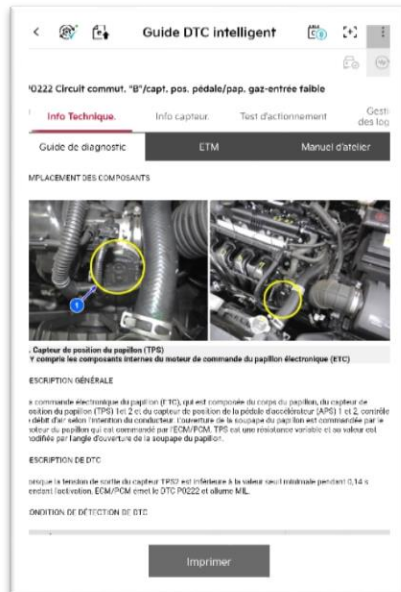 Guide DTC intelligent
'0222 Circuit commut. "B"/capt. pos. pédale/pap. gaz-entrée faible
Info Technique.
Info capteur.
Test d'actionnement
Gesti
des log
Guide de diagnostic
ETM
Manuel d'atelier
MPLACEMENT DES COMPOSANTS
1
. Capteur de position du papillon (TPS)
Y compris les composants internes du moteur de commande du papillon électronique (ETC)
ESCRIPTION GÉNÉRALE
a commande électronique du papillon (ETC), qui est composée du corps du papillon, du capteur de
osition du papillon (TPS) 1et 2 et du capteur de position de la pédale d'accélérateur (APS) 1 et 2, contrôle
débit d'air selon l'intention du conducteur. L'ouverture de la soupape du papillon est commandée par le
oteur du papillon qui est commandé par l'ECM/PCM. TPS est une résistance variable et sa valeur est
odifiée par l'angle d'ouverture de la soupape du papillon.
ESCRIPTION DE DTC
orsque la tension de sortie du capteur TPS2 est inférieure à la valeur seuil minimale pendant 0,14 s
endant l'activation, ECM/PCM émet le DTC P0222 et allume MIL.
ONDITION DE DÉTECTION DE DTC
Imprimer